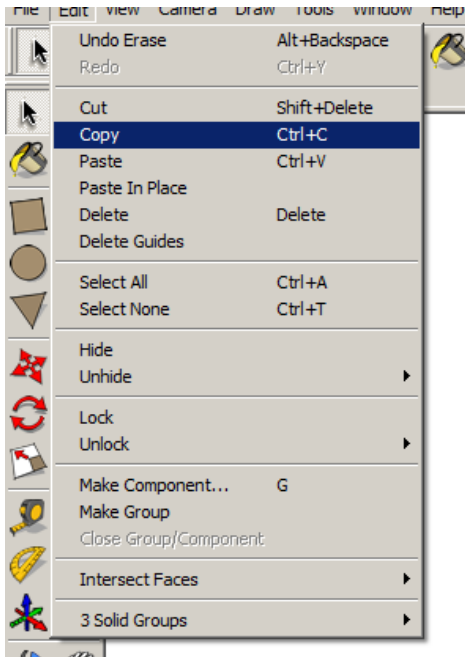 File Edit View Camera Draw Tools Window Help
Undo Erase Alt+Backspace
Redo Ctrl+Y
Cut Shift+Delete
Copy Ctrl+C
Paste Ctrl+V
Paste In Place
Delete Delete
Delete Guides
Select All Ctrl+A
Select None Ctrl+T
Hide
Unhide
Lock
Unlock
Make Component... G
Make Group
Close Group/Component
Intersect Faces
3 Solid Groups